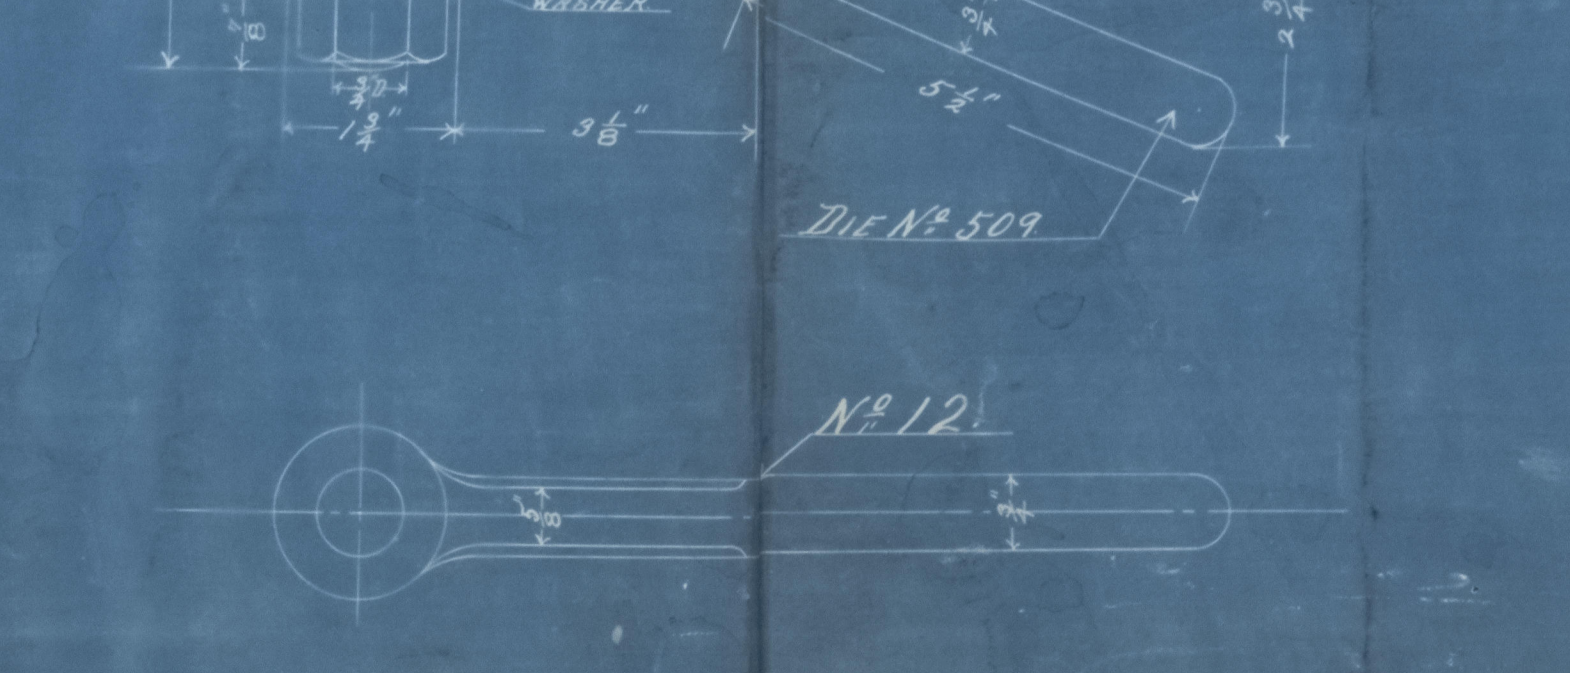 WASHER.
7/8"
3/4
2 3/4
3/4 D
1 3/4"
3 1/8"
5 1/2"
DIE Nº 509.
Nº 12.
5/8"
3/4"